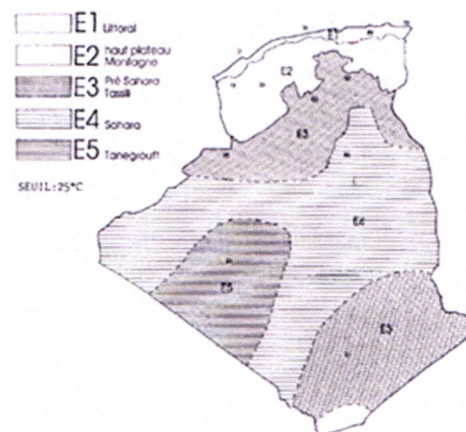 E1 Littoral
E2 haut plateau
Montagne
E3 Pré Sahara
Tassili
E4 Sahara
E5 Tanegrouft
SEUIL:25°C
E1
E2
E3
E4
E5
E3